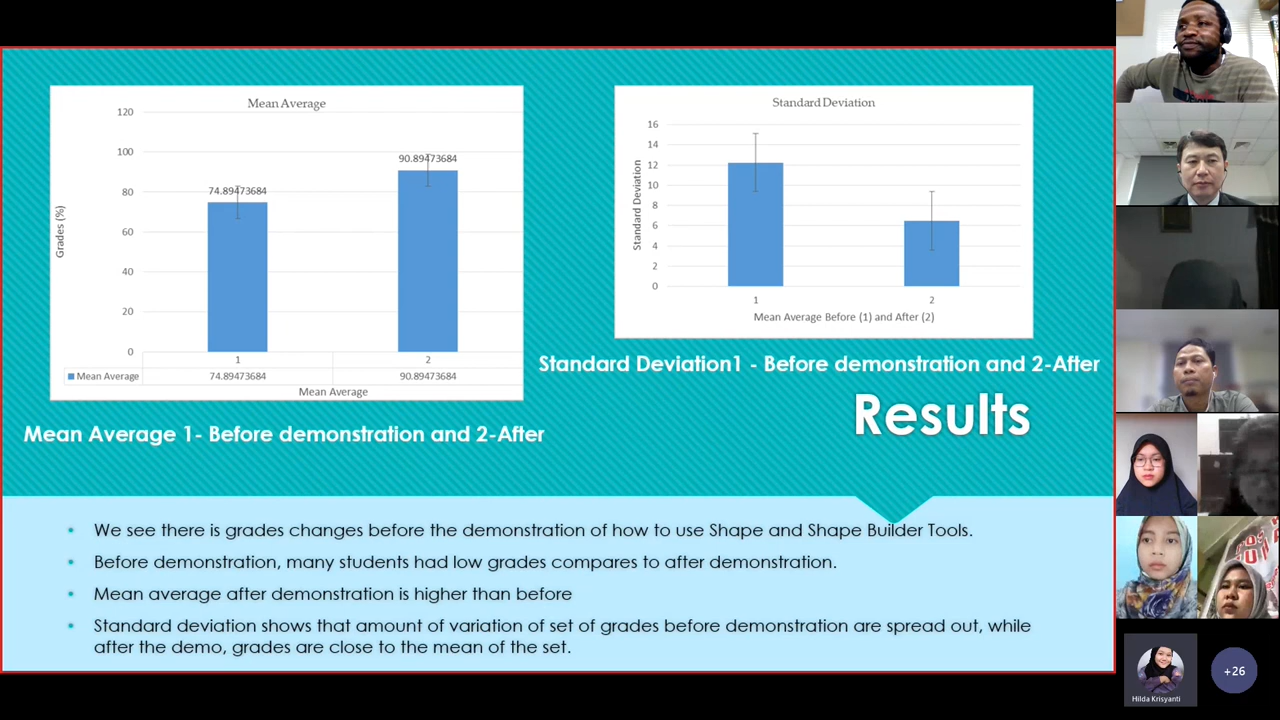 Mean Average
120
100
80
60
40
20
0
Grades (%)
74.89473684
90.89473684
1
2
Mean Average
74.89473684
90.89473684
Mean Average
Mean Average 1- Before demonstration and 2-After
Standard Deviation
16
14
12
10
8
6
4
2
0
Standard Deviation
1
2
Mean Average Before (1) and After (2)
Standard Deviation1 - Before demonstration and 2-After
Results
• We see there is grades changes before the demonstration of how to use Shape and Shape Builder Tools.
• Before demonstration, many students had low grades compares to after demonstration.
• Mean average after demonstration is higher than before
• Standard deviation shows that amount of variation of set of grades before demonstration are spread out, while
after the demo, grades are close to the mean of the set.
Hilda Krisyanti
+26